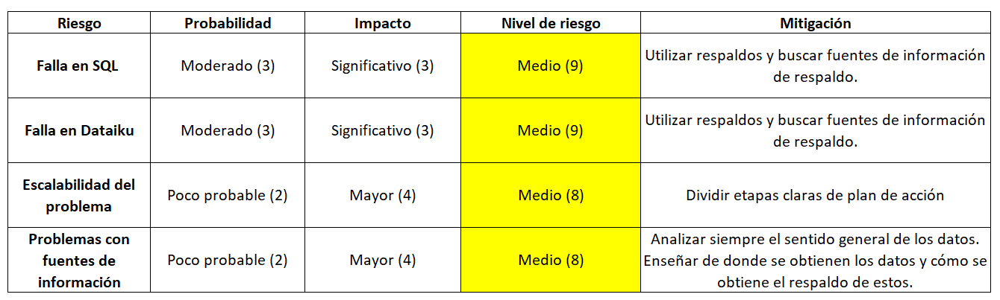 Riesgo Probabilidad Impacto Nivel de riesgo Mitigación
Falla en SQL Moderado (3) Significativo (3) Medio (9) Utilizar respaldos y buscar fuentes de información
de respaldo.
Falla en Dataiku Moderado (3) Significativo (3) Medio (9) Utilizar respaldos y buscar fuentes de información
de respaldo.
Escalabilidad del
problema Poco probable (2) Mayor (4) Medio (8) Dividir etapas claras de plan de acción
Problemas con
fuentes de
información Poco probable (2) Mayor (4) Medio (8) Analizar siempre el sentido general de los datos.
Enseñar de donde se obtienen los datos y cómo se
obtiene el respaldo de estos.